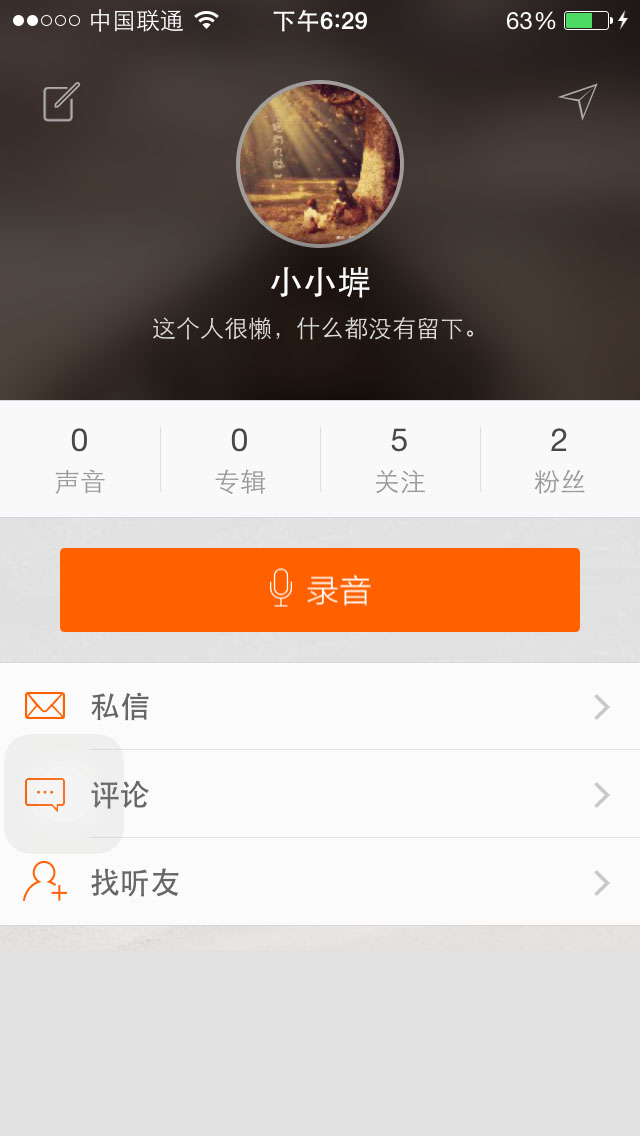 中国联通 下午6:29 63%
小小垾
这个人很懒，什么都没有留下。
0 0 5 2
声音 专辑 关注 粉丝
录音
私信
评论
找听友